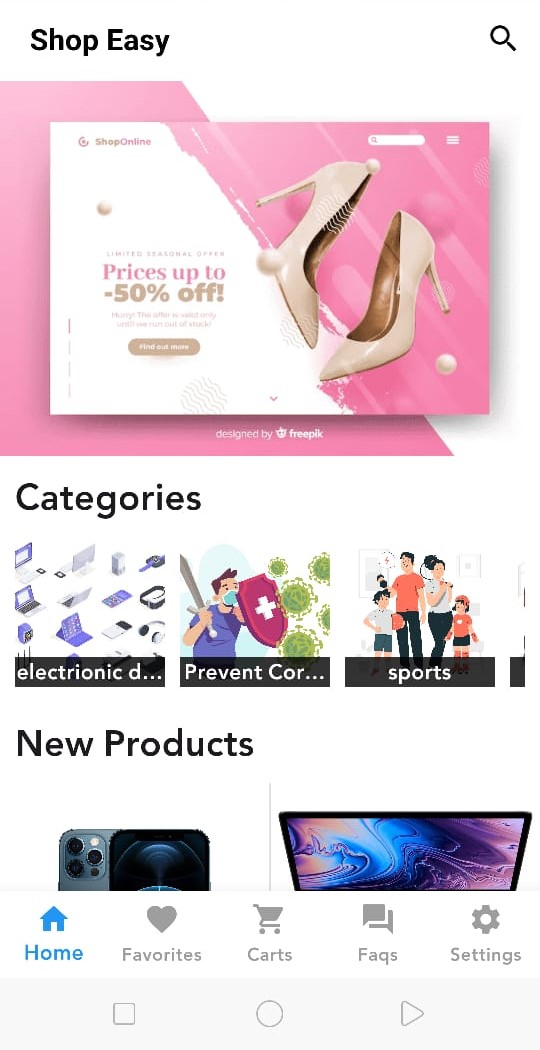 Shop Easy
ShopOnline
LIMITED SEASONAL OFFER
Prices up to
-50% off!
Hurry! The offer is valid only
until we run out of stock!
Find out more
designed by freepik
Categories
electrionic d...
Prevent Cor...
sports
New Products
Home
Favorites
Carts
Faqs
Settings